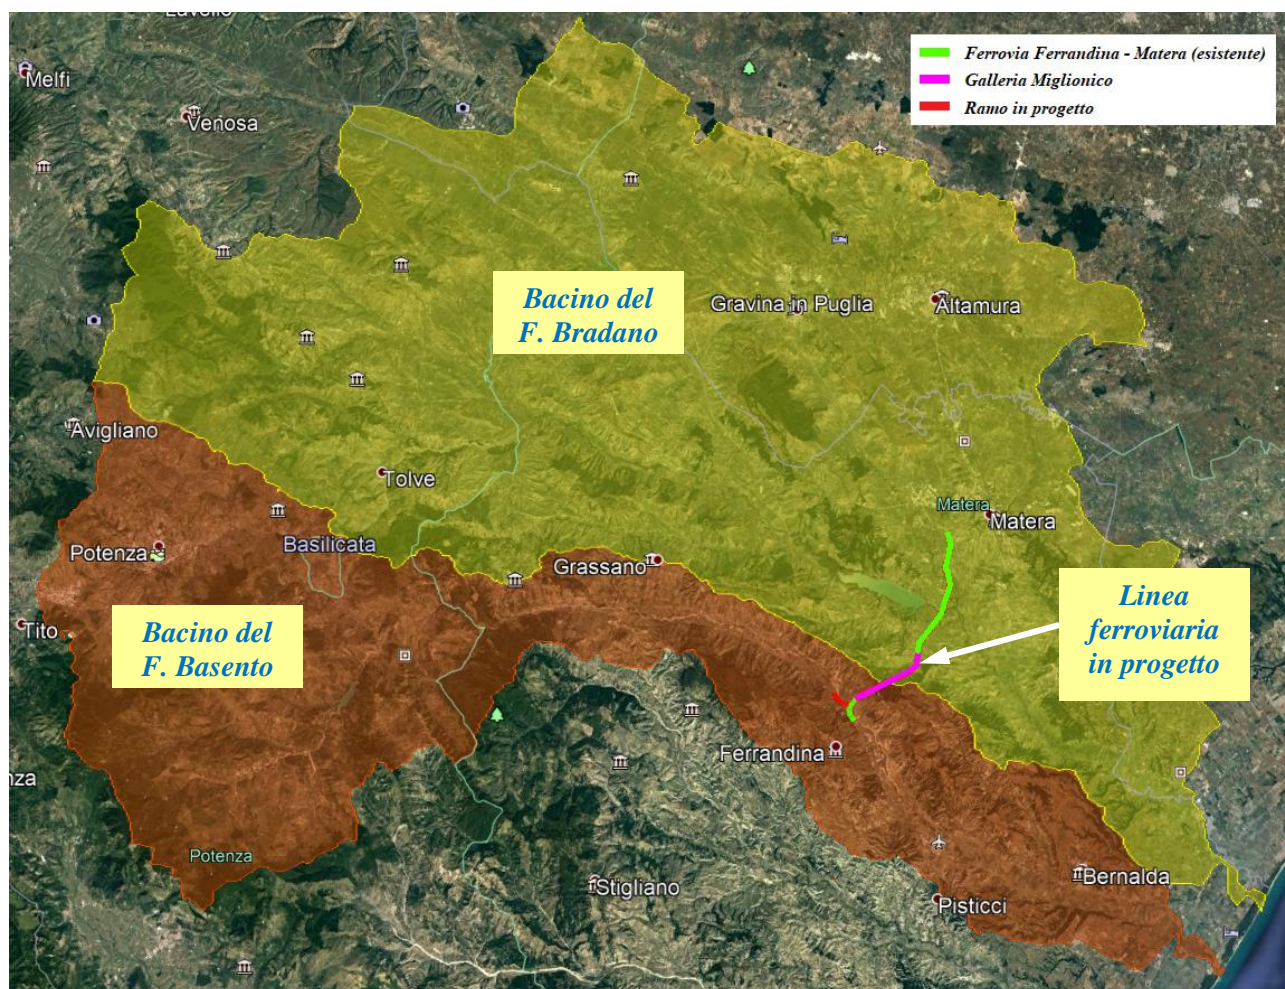 Lavello
Ferrovia Ferrandina - Matera (esistente)
Galleria Miglionico
Ramo in progetto
Melfi
Venosa
Bacino del
F. Bradano
Gravina in Puglia
Altamura
Avigliano
Tolve
Matera
Matera
Potenza
Basilicata
Grassano
Linea
ferroviaria
in progetto
Bacino del
F. Basento
Tito
Ferrandina
nza
Potenza
Stigliano
Bernalda
Pisticci